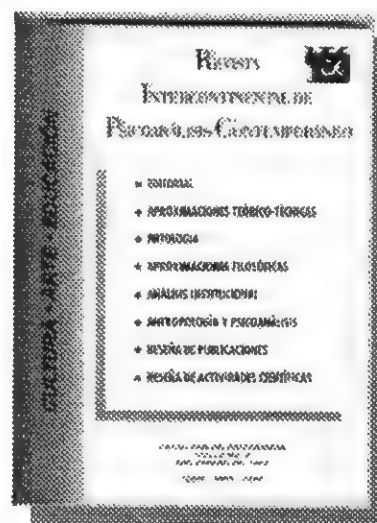 REVISTA
INTERCONTINENTAL DE
PSICOANÁLISIS CONTEMPORÁNEO
CULTURA • ARTE • EDUCACIÓN
EDITORIAL
APROXIMACIONES TEÓRICO-TÉCNICAS
PATOLOGIA
APROXIMACIONES FILOSÓFICAS
ANÁLISIS INSTITUCIONAL
ANTROPOLOGÍA Y PSICOANÁLISIS
RESEÑA DE PUBLICACIONES
RESEÑA DE ACTIVIDADES CIENTÍFICAS